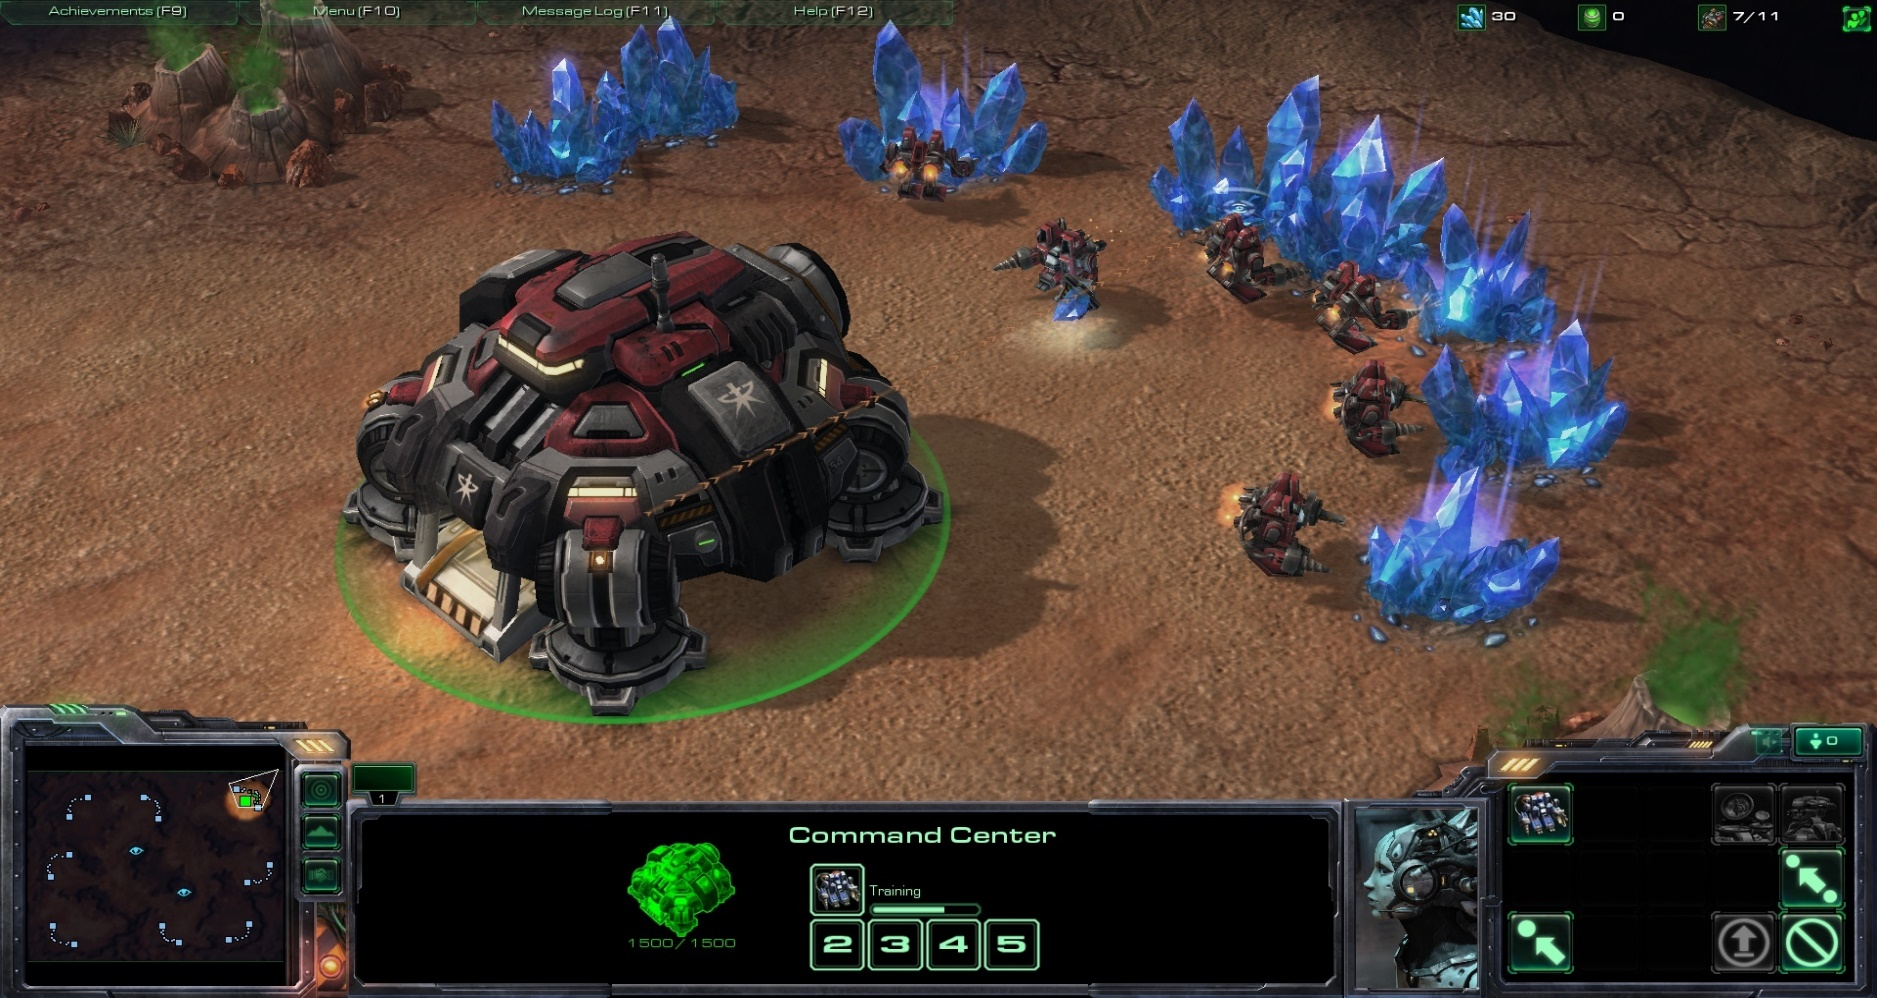 Achievements (F9) Menu (F10) Message Log (F11) Help (F12) 30 0 7/11
0
1
Command Center
Training
1500/1500
2 3 4 5